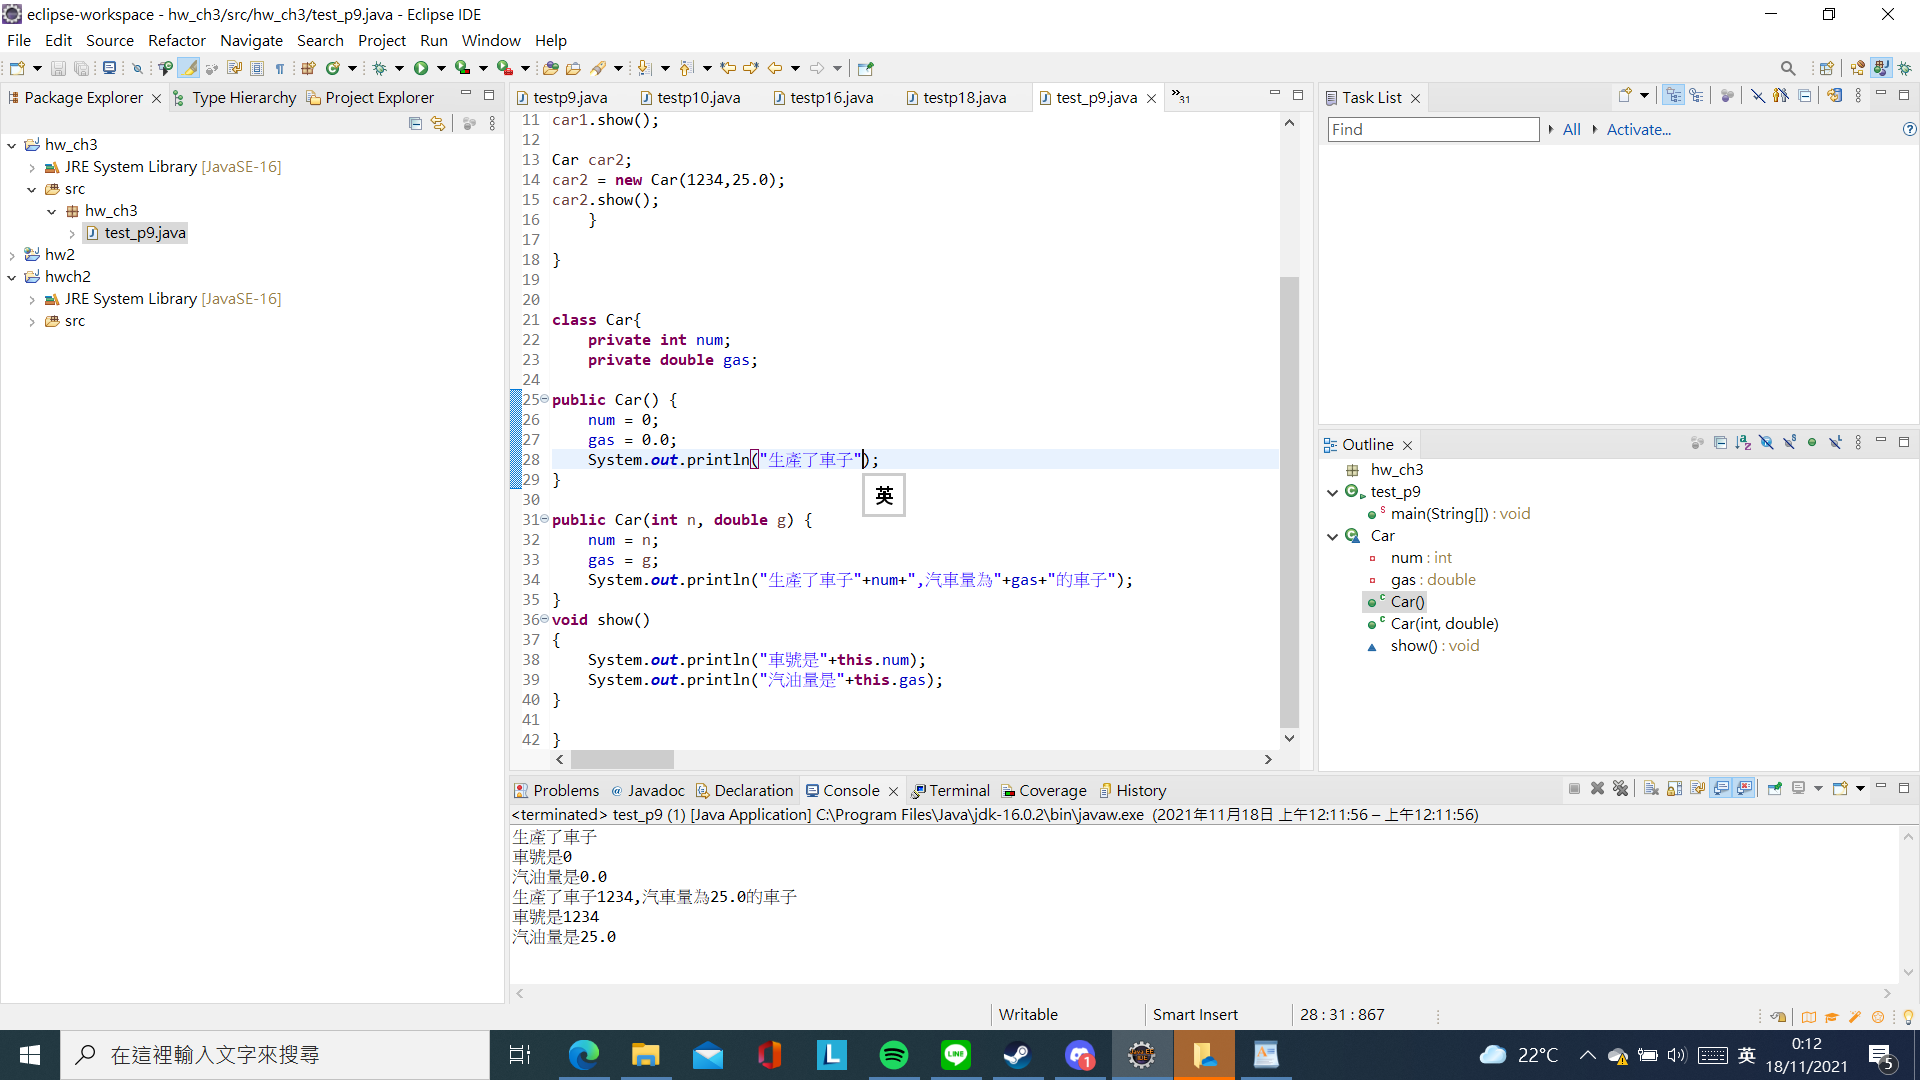 eclipse-workspace - hw_ch3/src/hw_ch3/test_p9.java - Eclipse IDE
File Edit Source Refactor Navigate Search Project Run Window Help
Package Explorer Type Hierarchy Project Explorer
hw_ch3
JRE System Library [JavaSE-16]
src
hw_ch3
test_p9.java
hw2
hwch2
JRE System Library [JavaSE-16]
src
testp9.java testp10.java testp16.java testp18.java test_p9.java »31
11 car1.show();
12
13 Car car2;
14 car2 = new Car(1234,25.0);
15 car2.show();
16 }
17
18 }
19
20
21 class Car{
22 private int num;
23 private double gas;
24
25 public Car() {
26 num = 0;
27 gas = 0.0;
28 System.out.println("生產了車子");
29 }
30
31 public Car(int n, double g) {
32 num = n;
33 gas = g;
34 System.out.println("生產了車子"+num+",汽車量為"+gas+"的車子");
35 }
36 void show()
37 {
38 System.out.println("車號是"+this.num);
39 System.out.println("汽油量是"+this.gas);
40 }
41
42 }
英
Task List
Find All Activate...
Outline
hw_ch3
test_p9
main(String[]) : void
Car
num : int
gas : double
Car()
Car(int, double)
show() : void
Problems @ Javadoc Declaration Console Terminal Coverage History
<terminated> test_p9 (1) [Java Application] C:\Program Files\Java\jdk-16.0.2\bin\javaw.exe (2021年11月18日 上午12:11:56 – 上午12:11:56)
生產了車子
車號是0
汽油量是0.0
生產了車子1234,汽車量為25.0的車子
車號是1234
汽油量是25.0
Writable Smart Insert 28 : 31 : 867
在這裡輸入文字來搜尋
22°C 英 0:12
18/11/2021
5